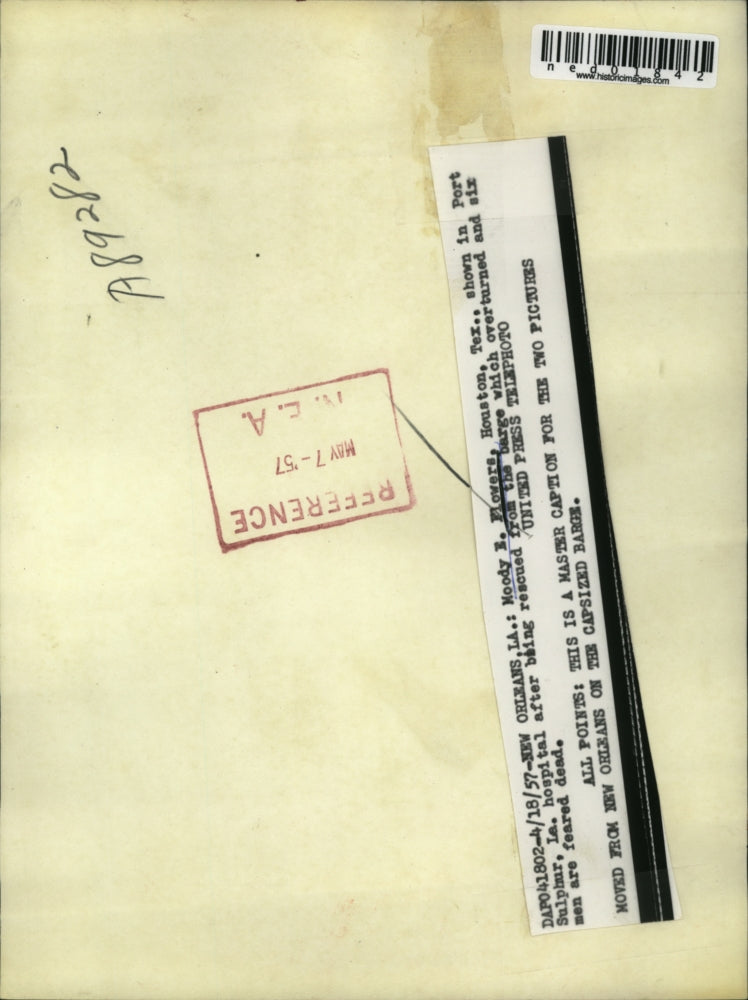 ned01842
www.historicimages.com
A89282
REFERENCE
MAY 7 - '57
N. E. A.
DAP041802-4/18/57-NEW ORLEANS,LA.: Moody E. Flowers, Houston, Tex., shown in Port
Sulphur, La. hospital after being rescued from the barge which overturned and six
men are feared dead. UNITED PRESS TELEPHOTO
ALL POINTS: THIS IS A MASTER CAPTION FOR THE TWO PICTURES
MOVED FROM NEW ORLEANS ON THE CAPSIZED BARGE.